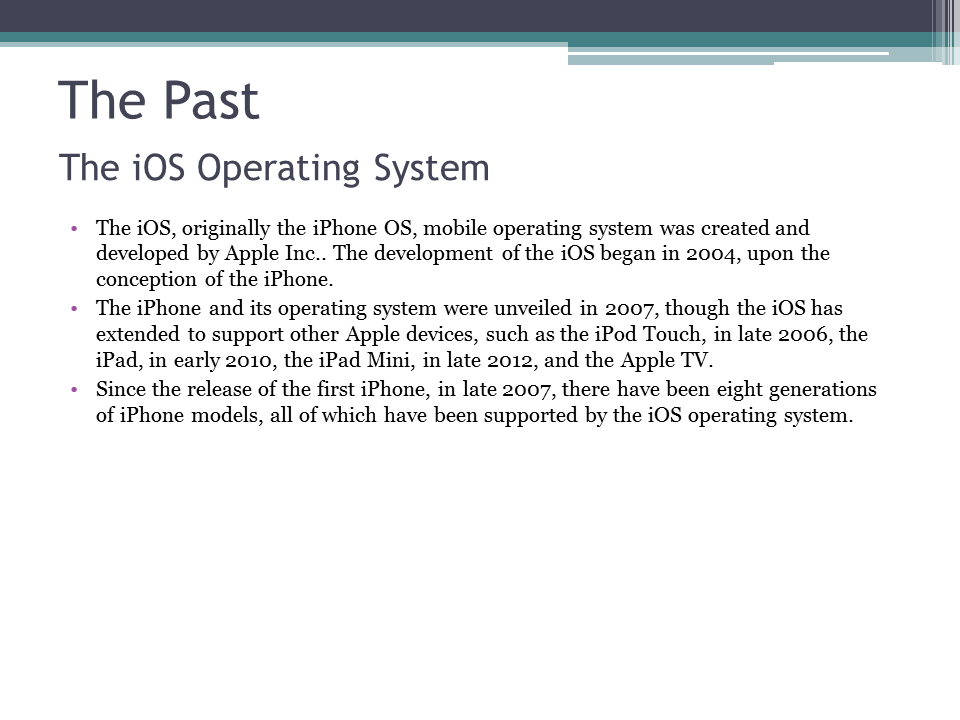 The Past
The iOS Operating System
• The iOS, originally the iPhone OS, mobile operating system was created and
developed by Apple Inc.. The development of the iOS began in 2004, upon the
conception of the iPhone.
• The iPhone and its operating system were unveiled in 2007, though the iOS has
extended to support other Apple devices, such as the iPod Touch, in late 2006, the
iPad, in early 2010, the iPad Mini, in late 2012, and the Apple TV.
• Since the release of the first iPhone, in late 2007, there have been eight generations
of iPhone models, all of which have been supported by the iOS operating system.